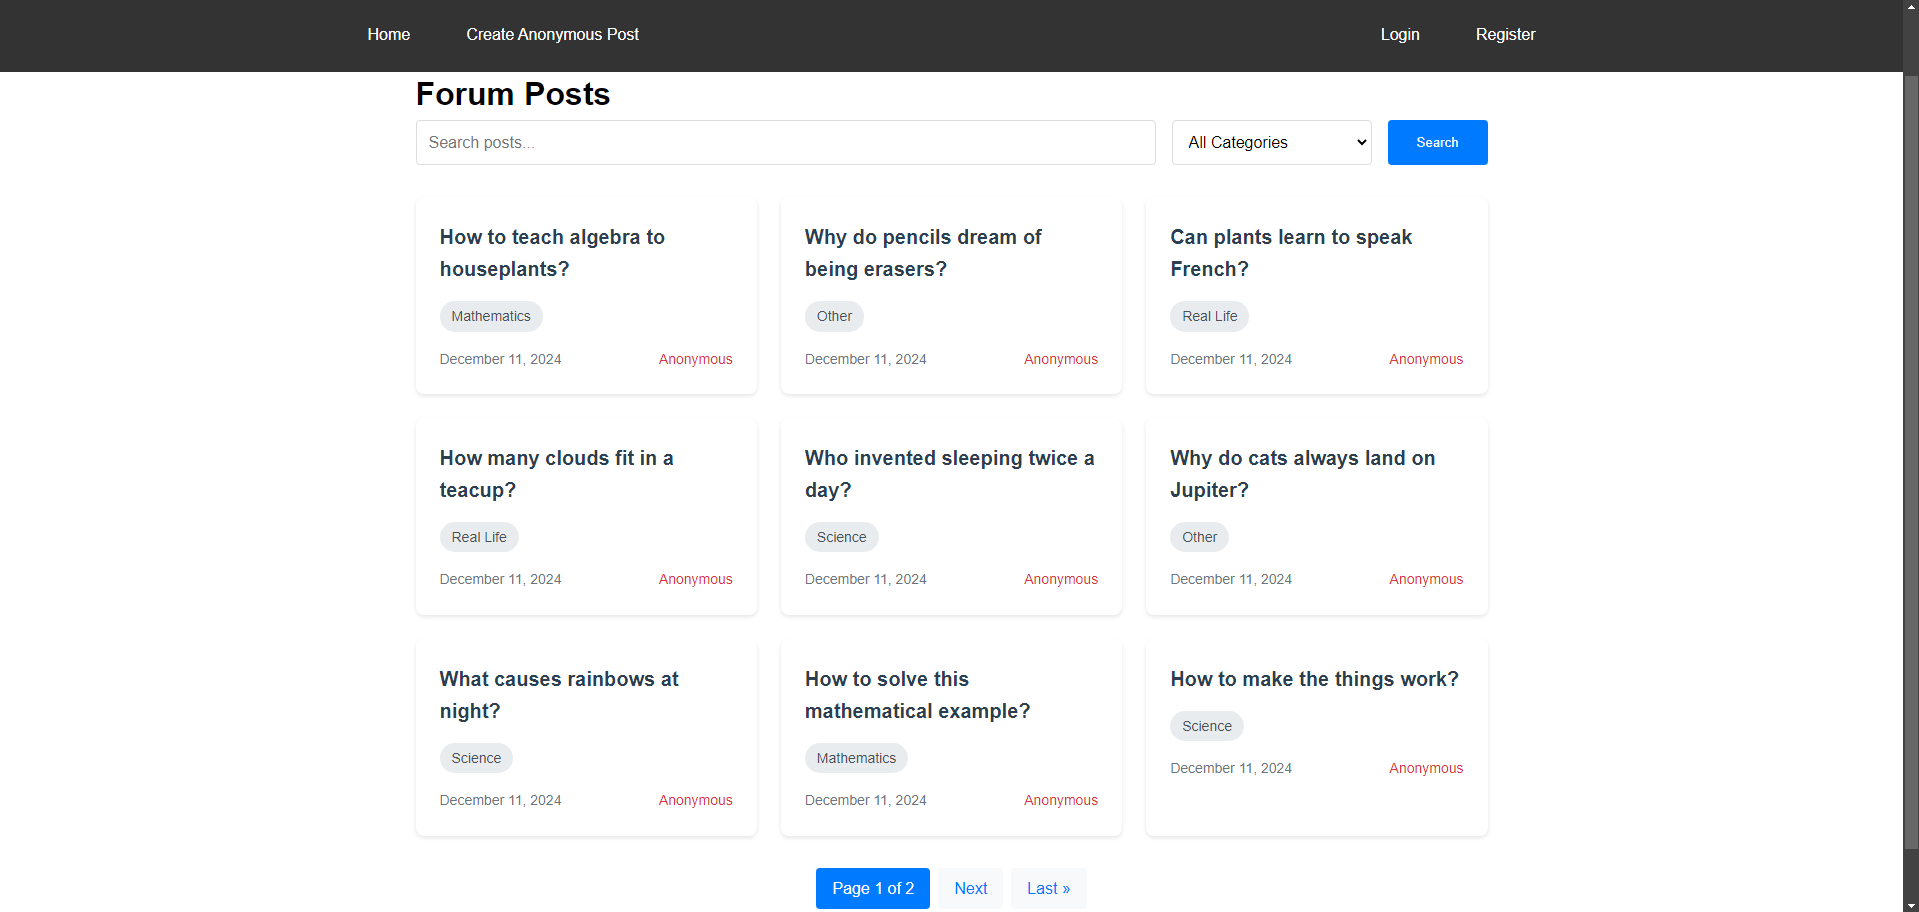 Home Create Anonymous Post Login Register
Forum Posts
Search posts... All Categories Search
How to teach algebra to
houseplants?
Mathematics
December 11, 2024 Anonymous
Why do pencils dream of
being erasers?
Other
December 11, 2024 Anonymous
Can plants learn to speak
French?
Real Life
December 11, 2024 Anonymous
How many clouds fit in a
teacup?
Real Life
December 11, 2024 Anonymous
Who invented sleeping twice a
day?
Science
December 11, 2024 Anonymous
Why do cats always land on
Jupiter?
Other
December 11, 2024 Anonymous
What causes rainbows at
night?
Science
December 11, 2024 Anonymous
How to solve this
mathematical example?
Mathematics
December 11, 2024 Anonymous
How to make the things work?
Science
December 11, 2024 Anonymous
Page 1 of 2 Next Last »